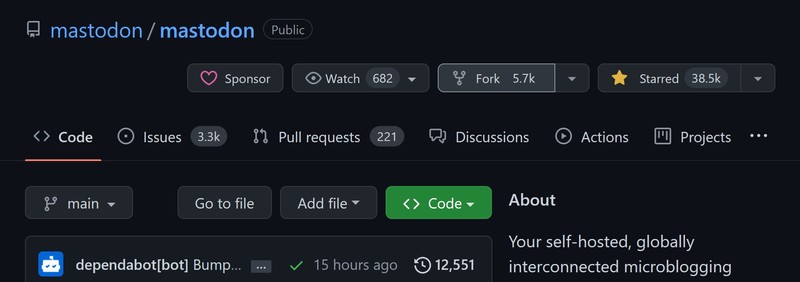 mastodon / mastodon Public
Sponsor Watch 682 Fork 5.7k Starred 38.5k
Code Issues 3.3k Pull requests 221 Discussions Actions Projects ...
main Go to file Add file Code About
Your self-hosted, globally
dependabot[bot] Bump... ... 15 hours ago 12,551 interconnected microblogging